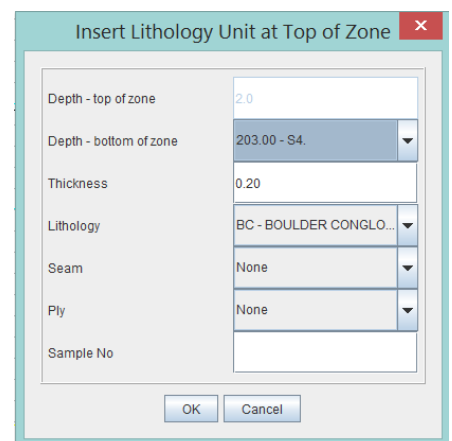 Insert Lithology Unit at Top of Zone
Depth - top of zone 2.0
Depth - bottom of zone 203.00 - S4.
Thickness 0.20
Lithology BC - BOULDER CONGLO...
Seam None
Ply None
Sample No
OK Cancel